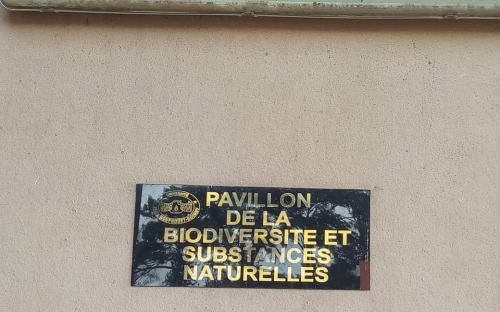 PAVILLON
DE LA
BIODIVERSITE ET
SUBSTANCES
NATURELLES